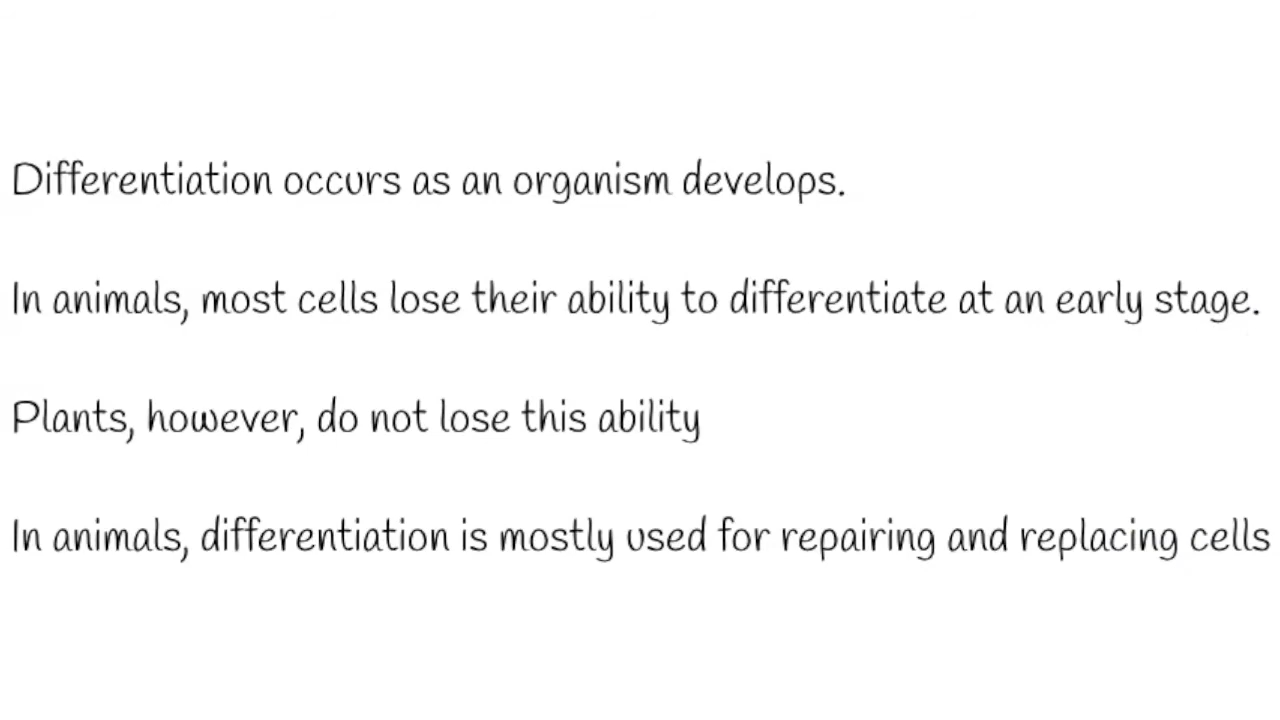 Differentiation occurs as an organism develops.
In animals, most cells lose their ability to differentiate at an early stage.
Plants, however, do not lose this ability
In animals, differentiation is mostly used for repairing and replacing cells